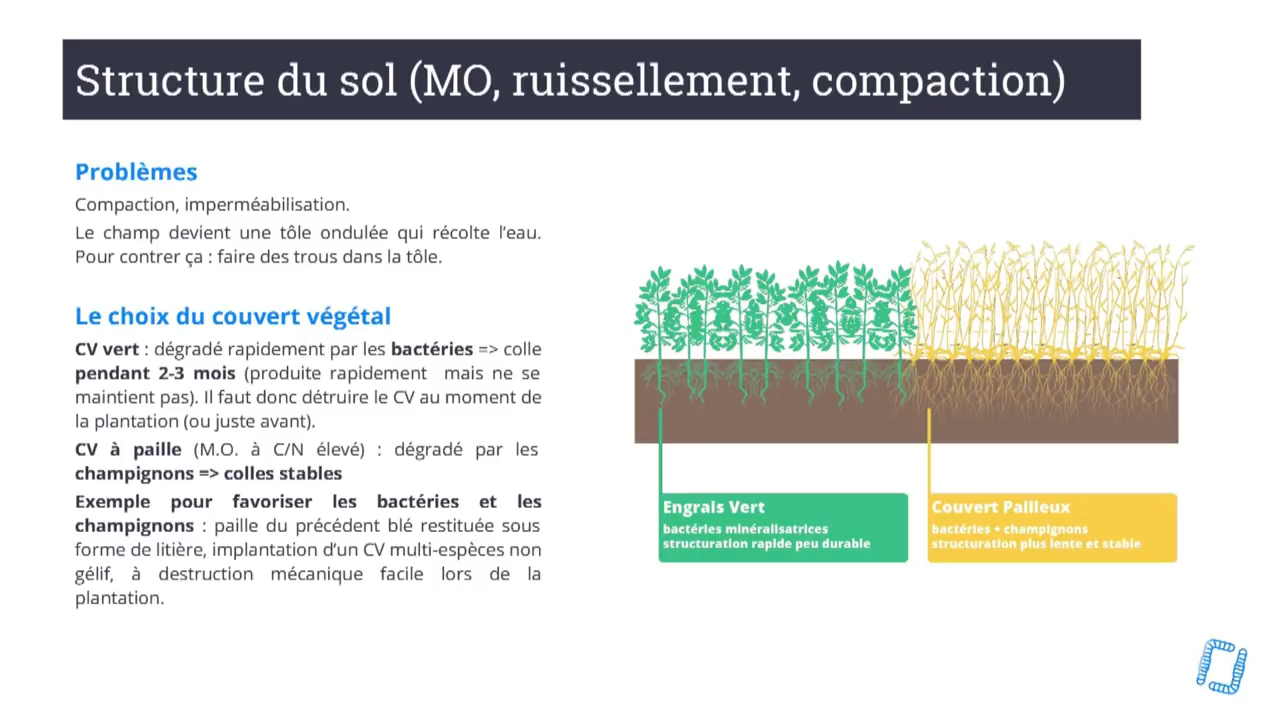 Structure du sol (MO, ruissellement, compaction)
Problèmes
Compaction, imperméabilisation.
Le champ devient une tôle ondulée qui récolte l'eau.
Pour contrer ça : faire des trous dans la tôle.
Le choix du couvert végétal
CV vert : dégradé rapidement par les bactéries => colle
pendant 2-3 mois (produite rapidement mais ne se
maintient pas). Il faut donc détruire le CV au moment de
la plantation (ou juste avant).
CV à paille (M.O. à C/N élevé) : dégradé par les
champignons => colles stables
Exemple pour favoriser les bactéries et les
champignons : paille du précédent blé restituée sous
forme de litière, implantation d'un CV multi-espèces non
gélif, à destruction mécanique facile lors de la
plantation.
Engrais Vert
bactéries minéralisatrices
structuration rapide peu durable
Couvert Pailleux
bactéries + champignons
structuration plus lente et stable